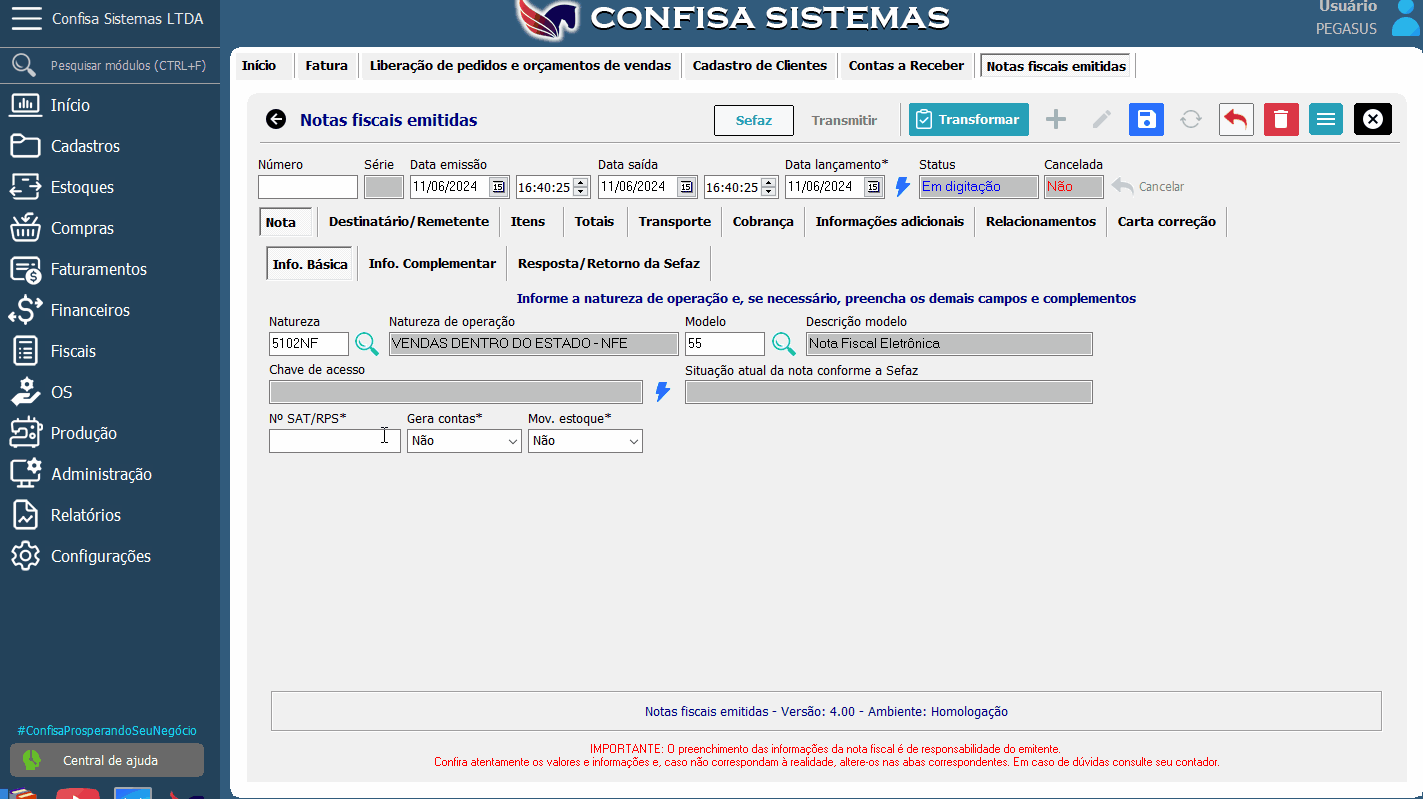 Confisa Sistemas LTDA
CONFISA SISTEMAS
Usuário
PEGASUS
Pesquisar módulos (CTRL+F)
Início
Cadastros
Estoques
Compras
Faturamentos
Financeiros
Fiscais
OS
Produção
Administração
Relatórios
Configurações
#ConfisaProsperandoSeuNegócio
Central de ajuda
Início Fatura Liberação de pedidos e orçamentos de vendas Cadastro de Clientes Contas a Receber Notas fiscais emitidas
Notas fiscais emitidas Sefaz Transmitir Transformar
Número Série Data emissão Data saída Data lançamento* Status Cancelada
11/06/2024 15 16:40:25 11/06/2024 15 16:40:25 11/06/2024 15 Em digitação Não Cancelar
Nota Destinatário/Remetente Itens Totais Transporte Cobrança Informações adicionais Relacionamentos Carta correção
Info. Básica Info. Complementar Resposta/Retorno da Sefaz
Informe a natureza de operação e, se necessário, preencha os demais campos e complementos
Natureza Natureza de operação Modelo Descrição modelo
5102NF VENDAS DENTRO DO ESTADO - NFE 55 Nota Fiscal Eletrônica
Chave de acesso Situação atual da nota conforme a Sefaz
Nº SAT/RPS* Gera contas* Mov. estoque*
Não Não
Notas fiscais emitidas - Versão: 4.00 - Ambiente: Homologação
IMPORTANTE: O preenchimento das informações da nota fiscal é de responsabilidade do emitente.
Confira atentamente os valores e informações e, caso não correspondam à realidade, altere-os nas abas correspondentes. Em caso de dúvidas consulte seu contador.